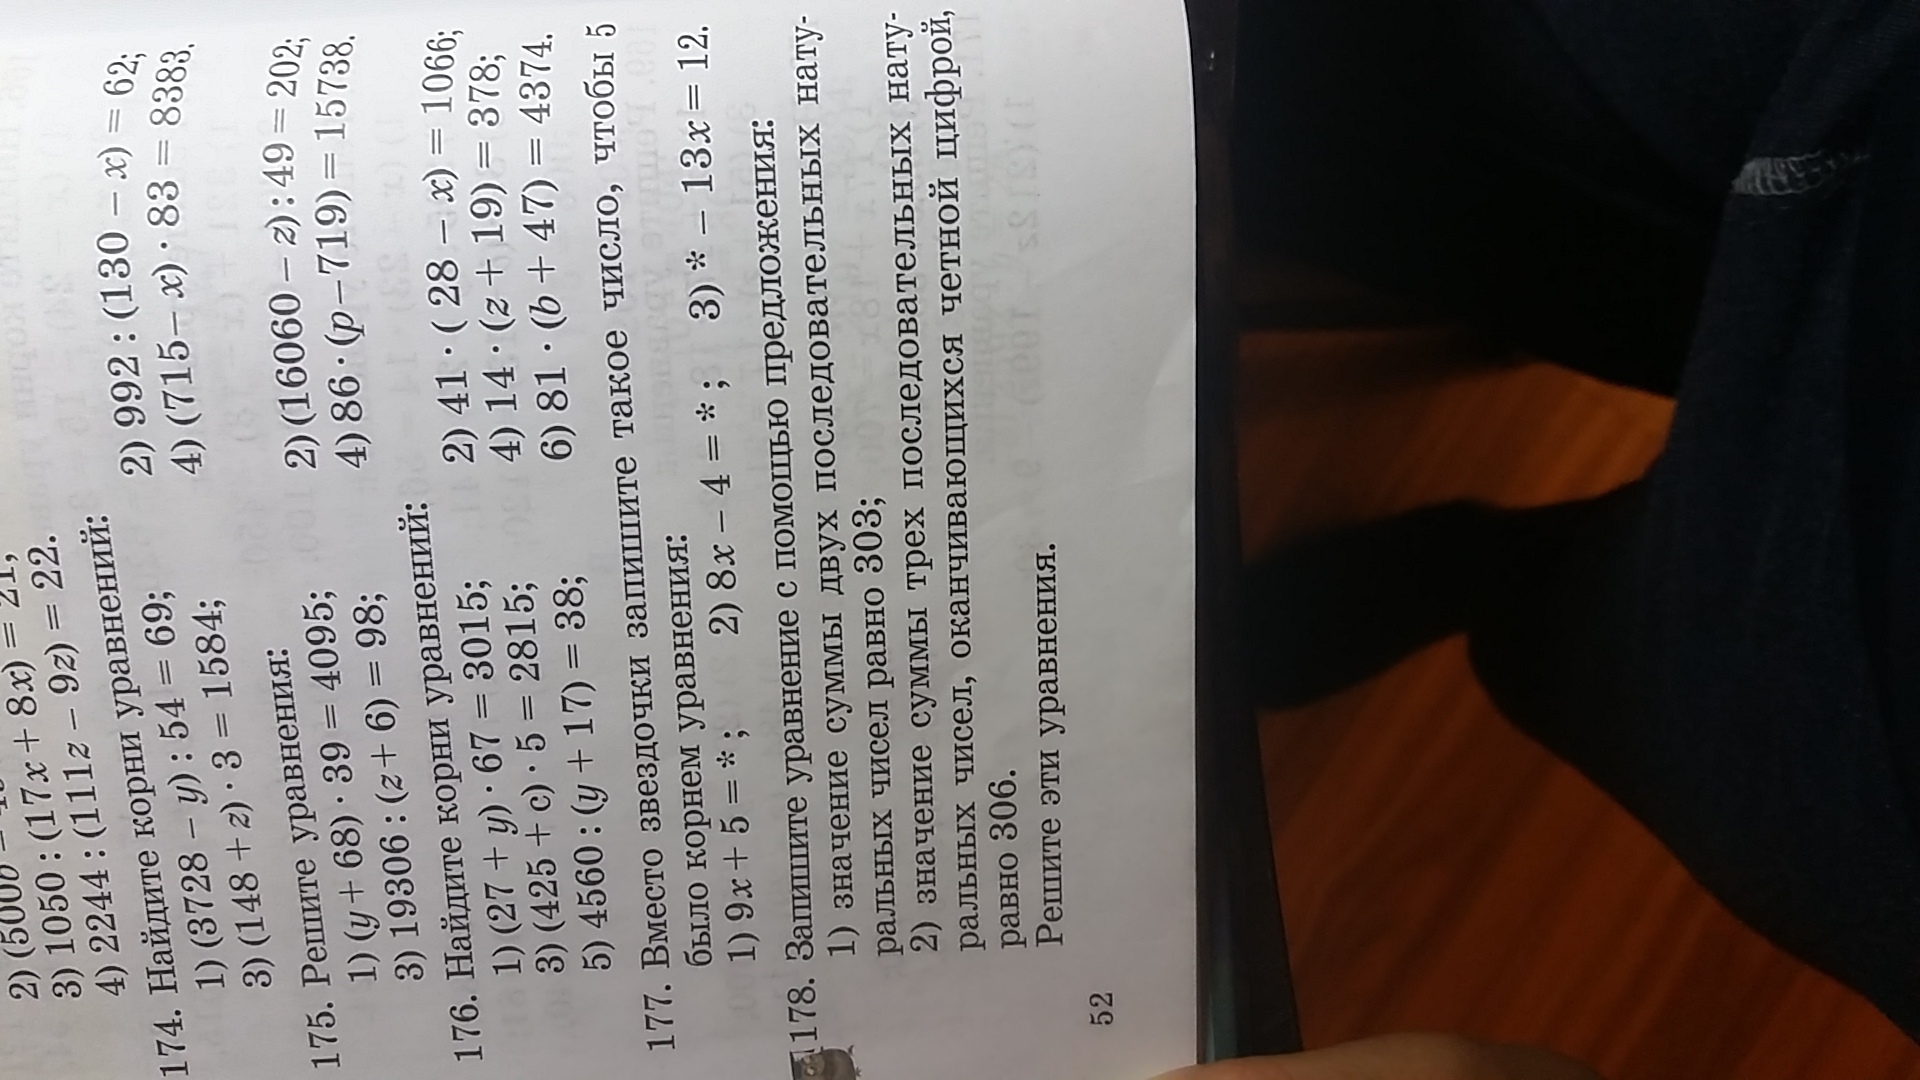 3) 1050 : (17x + 8x) = 21;
4) 2244 : (111z − 9z) = 22.
174. Найдите корни уравнений:
1) (3728 − y) : 54 = 69; 2) 992 : (130 − x) = 62;
3) (148 + z) · 3 = 1584; 4) (715 − x) · 83 = 8383.
175. Решите уравнения:
1) (y + 68) · 39 = 4095; 2) (16060 − z) : 49 = 202;
3) 19306 : (z + 6) = 98; 4) 86 · (p − 719) = 15738.
176. Найдите корни уравнений:
1) (27 + y) · 67 = 3015; 2) 41 · ( 28 − x) = 1066;
3) (425 + c) · 5 = 2815; 4) 14 · (z + 19) = 378;
5) 4560 : (y + 17) = 38; 6) 81 · (b + 47) = 4374.
177. Вместо звездочки запишите такое число, чтобы 5
было корнем уравнения:
1) 9x + 5 = *; 2) 8x − 4 = * ; 3) * − 13x = 12.
178. Запишите уравнение с помощью предложения:
1) значение суммы двух последовательных нату-
ральных чисел равно 303;
2) значение суммы трех последовательных нату-
ральных чисел, оканчивающихся четной цифрой,
равно 306.
Решите эти уравнения.
52